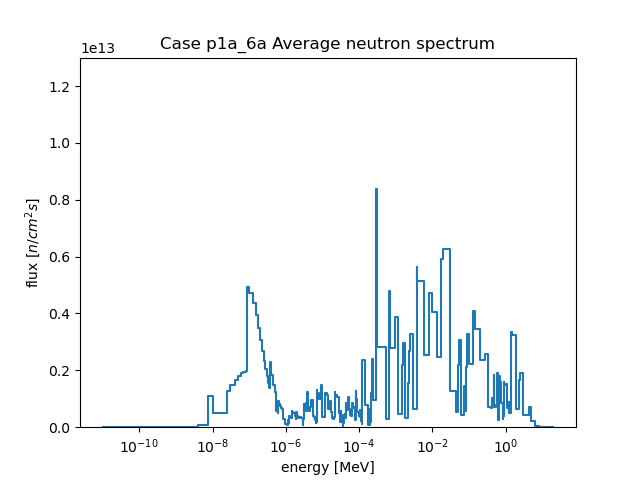 Case p1a_6a Average neutron spectrum
1e13
1.2
1.0
0.8
0.6
0.4
0.2
0.0
flux [n/cm²s]
10⁻¹⁰ 10⁻⁸ 10⁻⁶ 10⁻⁴ 10⁻² 10⁰
energy [MeV]